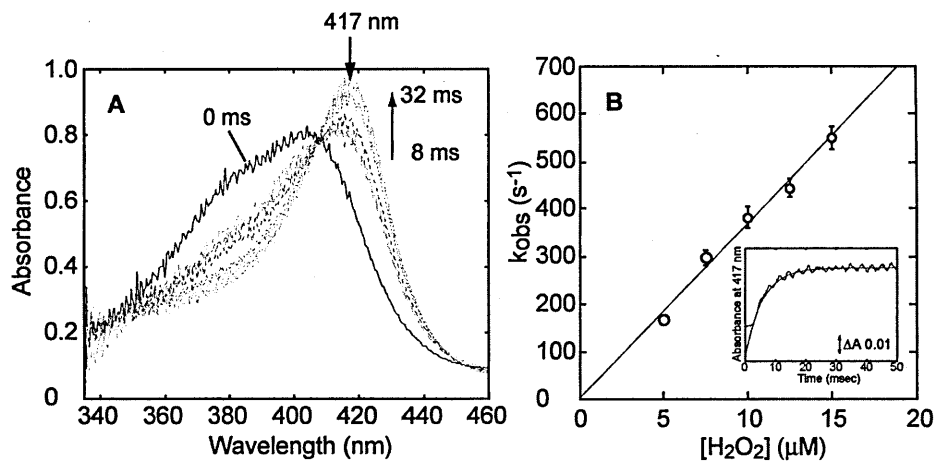 417 nm
A
0 ms
32 ms
8 ms
1.0
0.8
0.6
0.4
0.2
0
Absorbance
340 360 380 400 420 440 460
Wavelength (nm)
B
700
600
500
400
300
200
100
0
kobs (s⁻¹)
0 5 10 15 20
[H₂O₂] (μM)
Absorbance at 417 nm
ΔA 0.01
0 10 20 30 40 50
Time (msec)